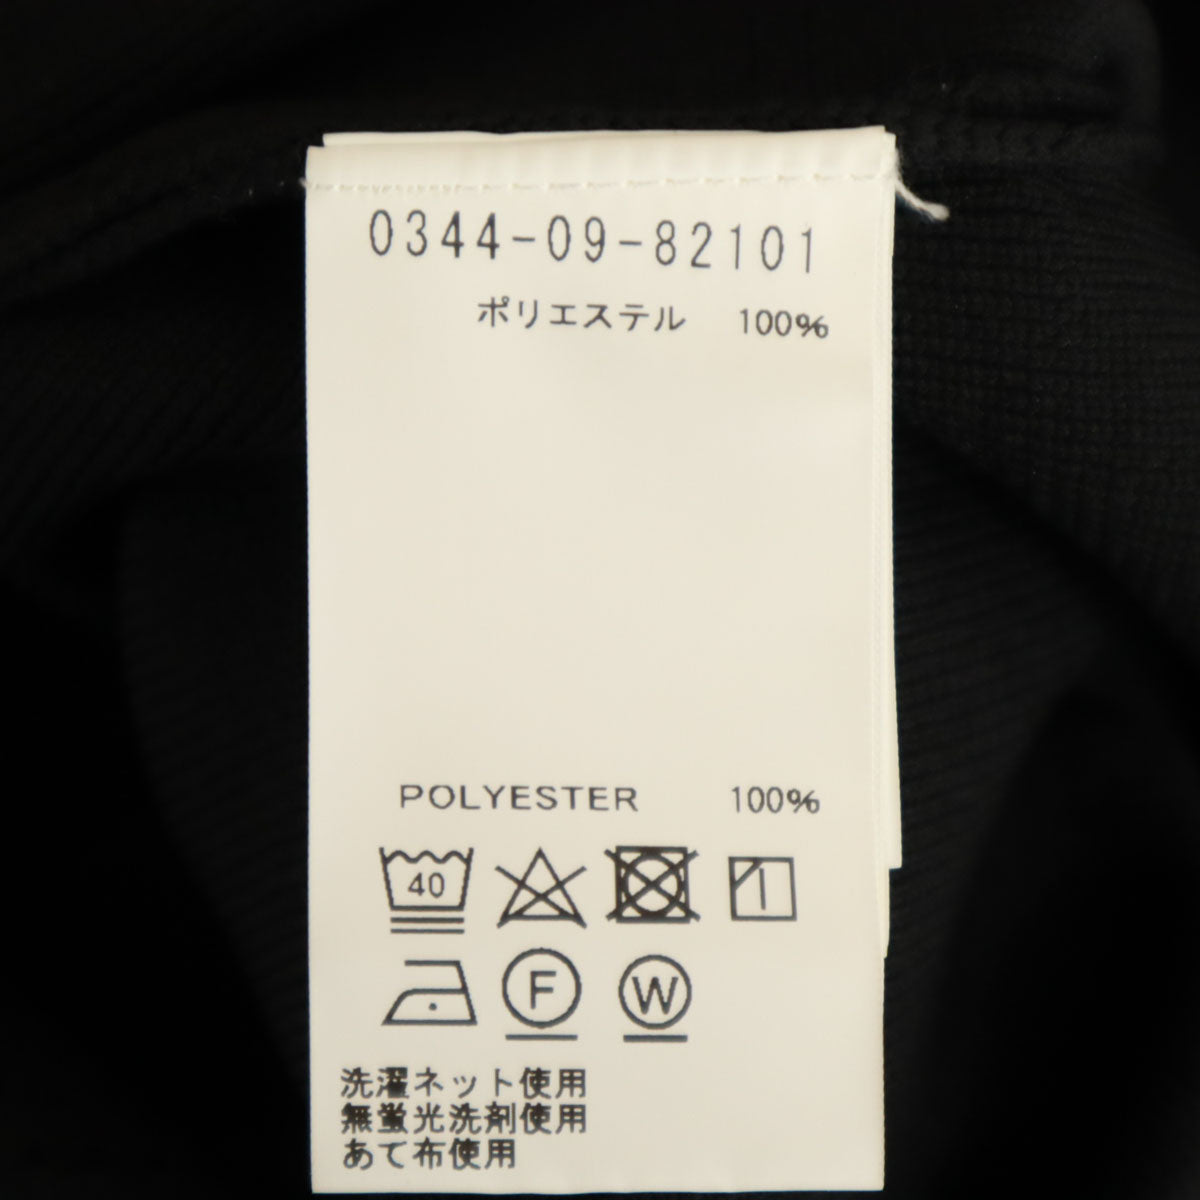 0344-09-82101
ポリエステル 100%
POLYESTER 100%
40
F W
洗濯ネット使用
無蛍光洗剤使用
あて布使用